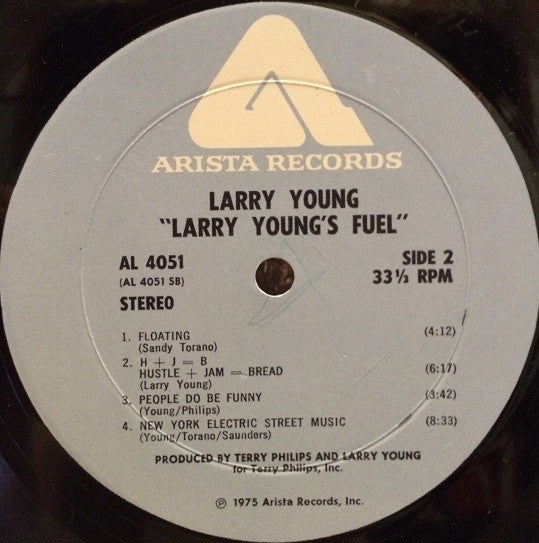 ARISTA RECORDS
LARRY YOUNG
"LARRY YOUNG'S FUEL"
AL 4051 SIDE 2
(AL 4051 SB) 33⅓ RPM
STEREO
1. FLOATING (4:12)
(Sandy Torano)
2. H + J = B
HUSTLE + JAM = BREAD (6:17)
(Larry Young)
3. PEOPLE DO BE FUNNY (3:42)
(Young/Philips)
4. NEW YORK ELECTRIC STREET MUSIC (8:33)
(Young/Torano/Saunders)
PRODUCED BY TERRY PHILIPS AND LARRY YOUNG
for Terry Philips, Inc.
℗ 1975 Arista Records, Inc.